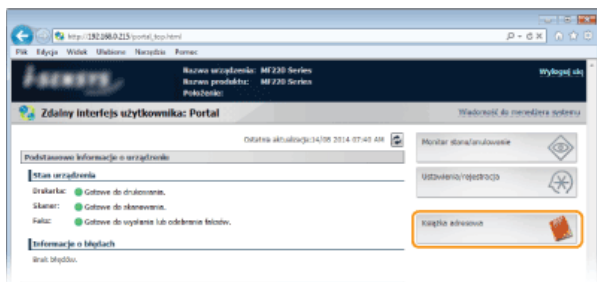 http://192.168.0.215/portal_top.html
Plik Edycja Widok Ulubione Narzędzia Pomoc
Nazwa urządzenia: MF220 Series
Nazwa produktu: MF220 Series
Położenie:
Wyloguj się
Zdalny interfejs użytkownika: Portal
Wiadomość do menedżera systemu
Ostatnia aktualizacja:14/05 2014 07:40 AM
Podstawowe informacje o urządzeniu
Stan urządzenia
Drukarka: Gotowe do drukowania.
Skaner: Gotowe do skanowania.
Faks: Gotowe do wysłania lub odebrania faksów.
Informacje o błędach
Brak błędów.
Monitor stanu/anulowanie
Ustawienia/rejestracja
Książka adresowa